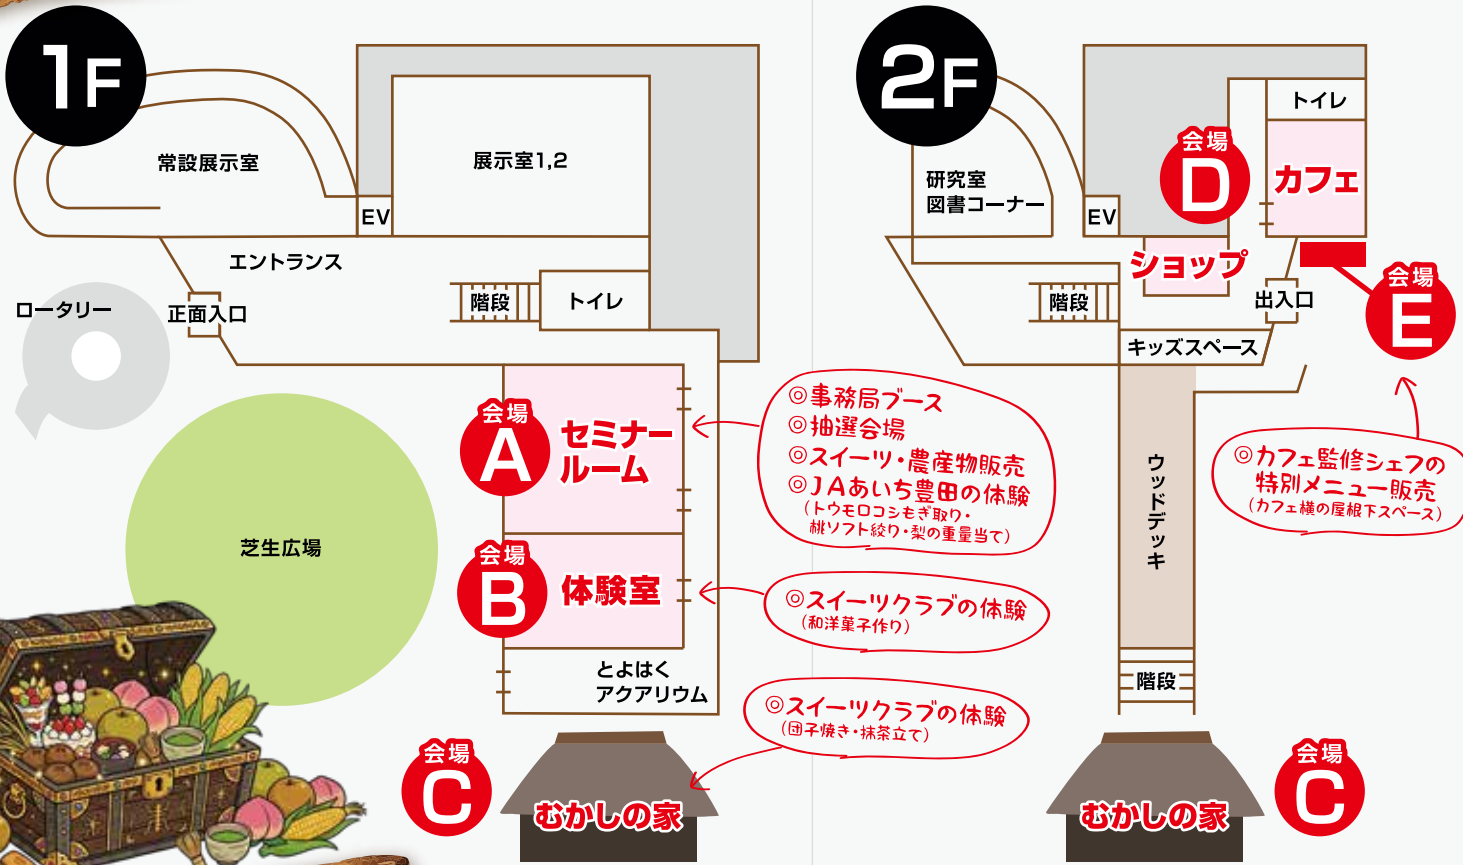 1F
常設展示室
展示室1,2
EV
エントランス
ロータリー
正面入口
階段
トイレ
会場
A
セミナー
ルーム
会場
B
体験室
芝生広場
とよはく
アクアリウム
会場
C
むかしの家
◎事務局ブース
◎抽選会場
◎スイーツ・農産物販売
◎JAあいち豊田の体験
(トウモロコシもぎ取り・
桃ソフト絞り・梨の重量当て)
◎スイーツクラブの体験
(和洋菓子作り)
◎スイーツクラブの体験
(団子焼き・抹茶立て)
2F
研究室
図書コーナー
EV
トイレ
会場
D
カフェ
ショップ
階段
出入口
会場
E
キッズスペース
◎カフェ監修シェフの
特別メニュー販売
(カフェ横の屋根下スペース)
ウッドデッキ
階段
むかしの家
会場
C